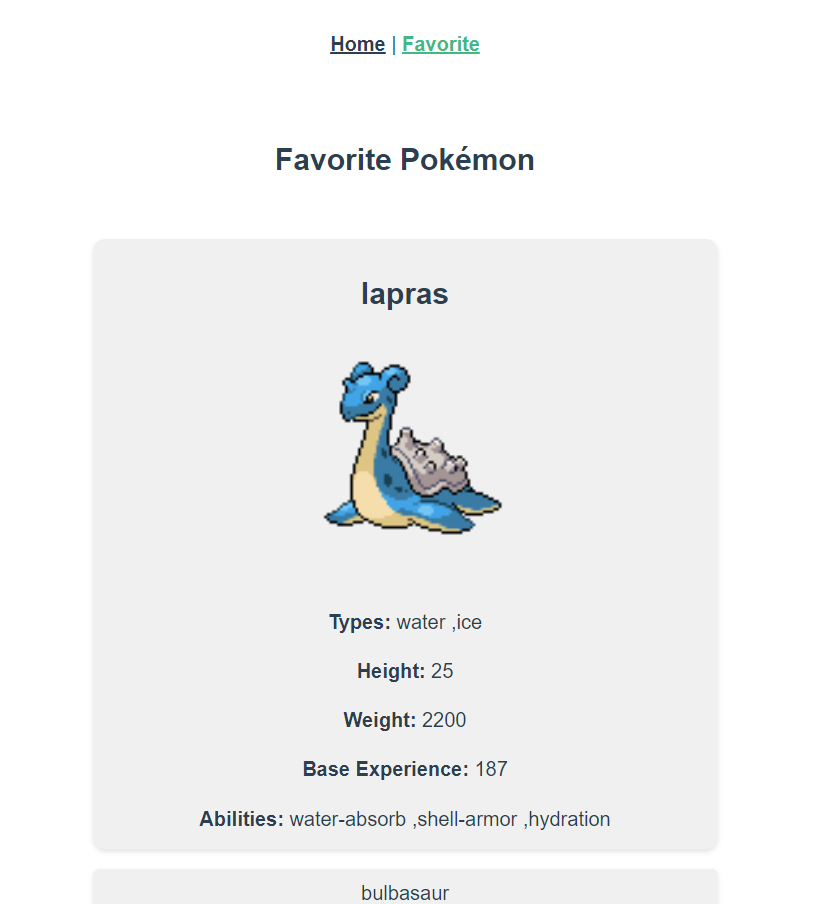 Home | Favorite
Favorite Pokémon
lapras
Types: water ,ice
Height: 25
Weight: 2200
Base Experience: 187
Abilities: water-absorb ,shell-armor ,hydration
bulbasaur